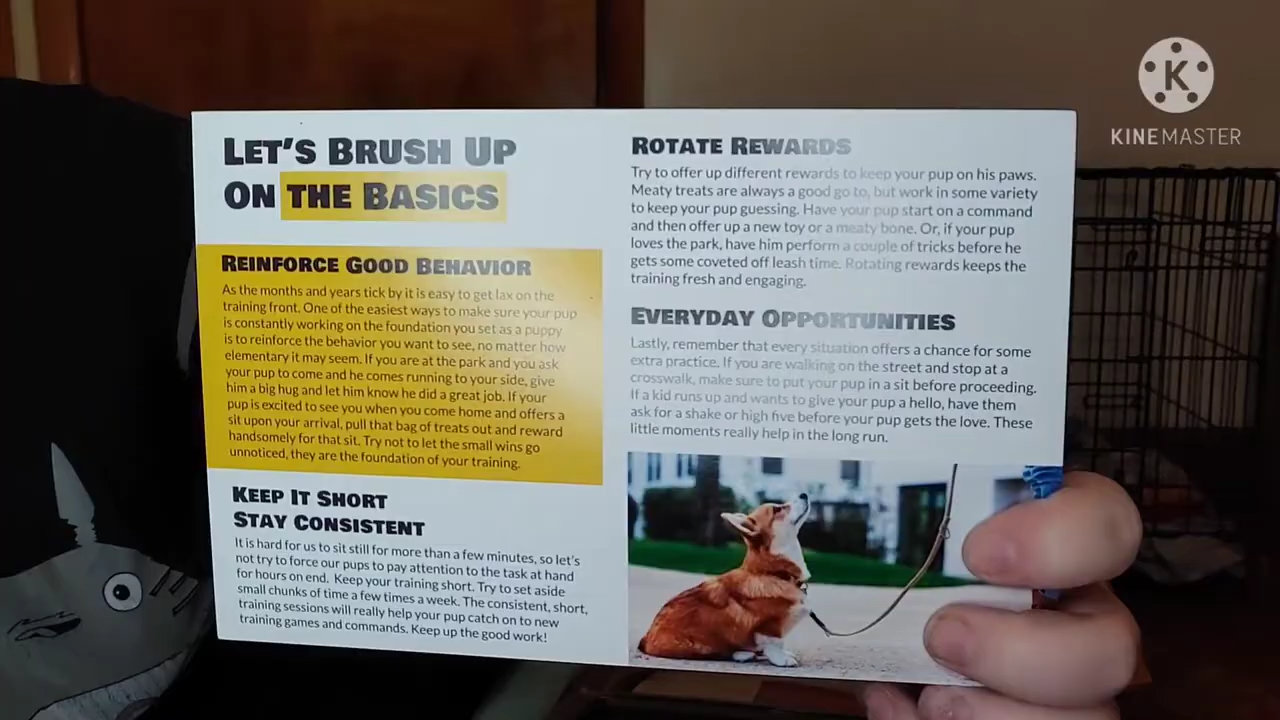 LET'S BRUSH UP
ON THE BASICS
REINFORCE GOOD BEHAVIOR
As the months and years tick by it is easy to get lax on the
training front. One of the easiest ways to make sure your pup
is constantly working on the foundation you set as a puppy
is to reinforce the behavior you want to see, no matter how
elementary it may seem. If you are at the park and you ask
your pup to come and he comes running to your side, give
him a big hug and let him know he did a great job. If your
pup is excited to see you when you come home and offers a
sit upon your arrival, pull that bag of treats out and reward
handsomely for that sit. Try not to let the small wins go
unnoticed, they are the foundation of your training.
KEEP IT SHORT
STAY CONSISTENT
It is hard for us to sit still for more than a few minutes, so let's
not try to force our pups to pay attention to the task at hand
for hours on end. Keep your training short. Try to set aside
small chunks of time a few times a week. The consistent, short,
training sessions will really help your pup catch on to new
training games and commands. Keep up the good work!
ROTATE REWARDS
Try to offer up different rewards to keep your pup on his paws.
Meaty treats are always a good go to, but work in some variety
to keep your pup guessing. Have your pup start on a command
and then offer up a new toy or a meaty bone. Or, if your pup
loves the park, have him perform a couple of tricks before he
gets some coveted off leash time. Rotating rewards keeps the
training fresh and engaging.
EVERYDAY OPPORTUNITIES
Lastly, remember that every situation offers a chance for some
extra practice. If you are walking on the street and stop at a
crosswalk, make sure to put your pup in a sit before proceeding.
If a kid runs up and wants to give your pup a hello, have them
ask for a shake or high five before your pup gets the love. These
little moments really help in the long run.
K
KINEMASTER